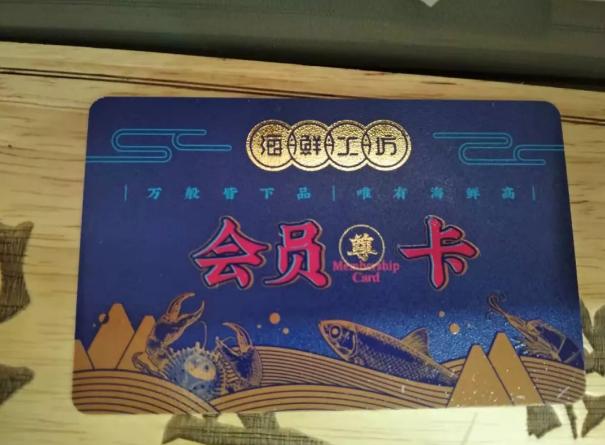 海鲜工坊
万般皆下品 唯有海鲜高
会员尊卡
Membership
Card